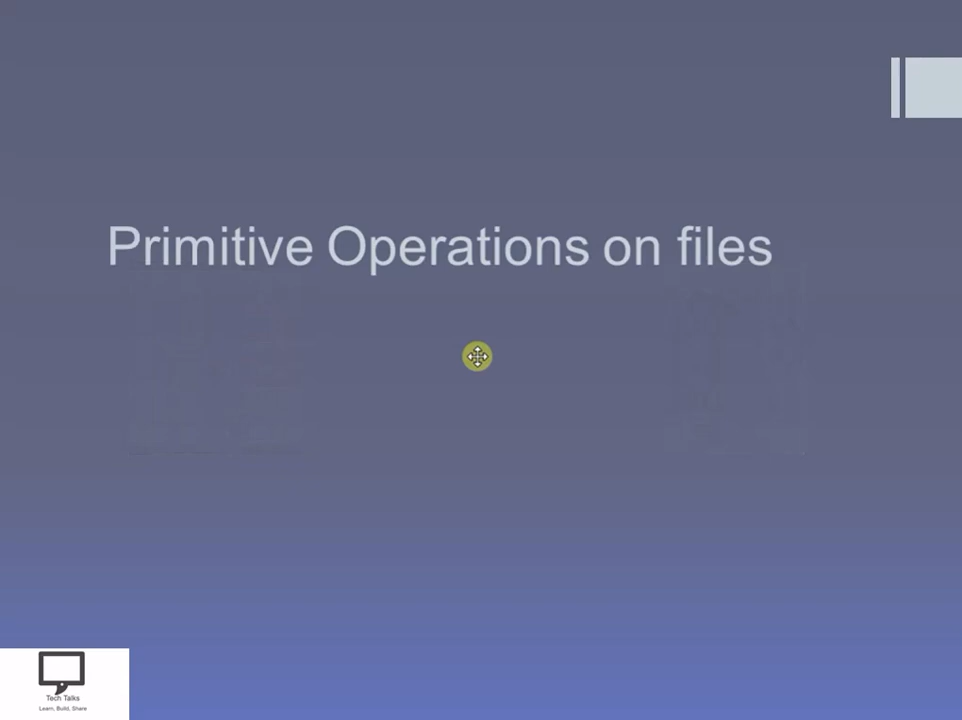 Primitive Operations on files
Tech Talks
Learn, Build, Share